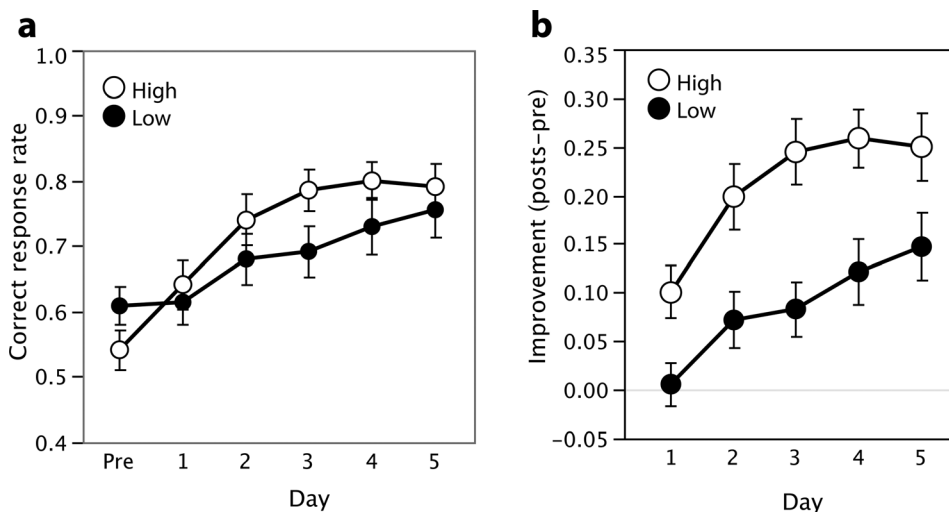 a
Correct response rate
1.0
0.9
0.8
0.7
0.6
0.5
0.4
High
Low
Pre 1 2 3 4 5
Day
b
Improvement (posts–pre)
0.35
0.30
0.25
0.20
0.15
0.10
0.05
0.00
–0.05
High
Low
1 2 3 4 5
Day